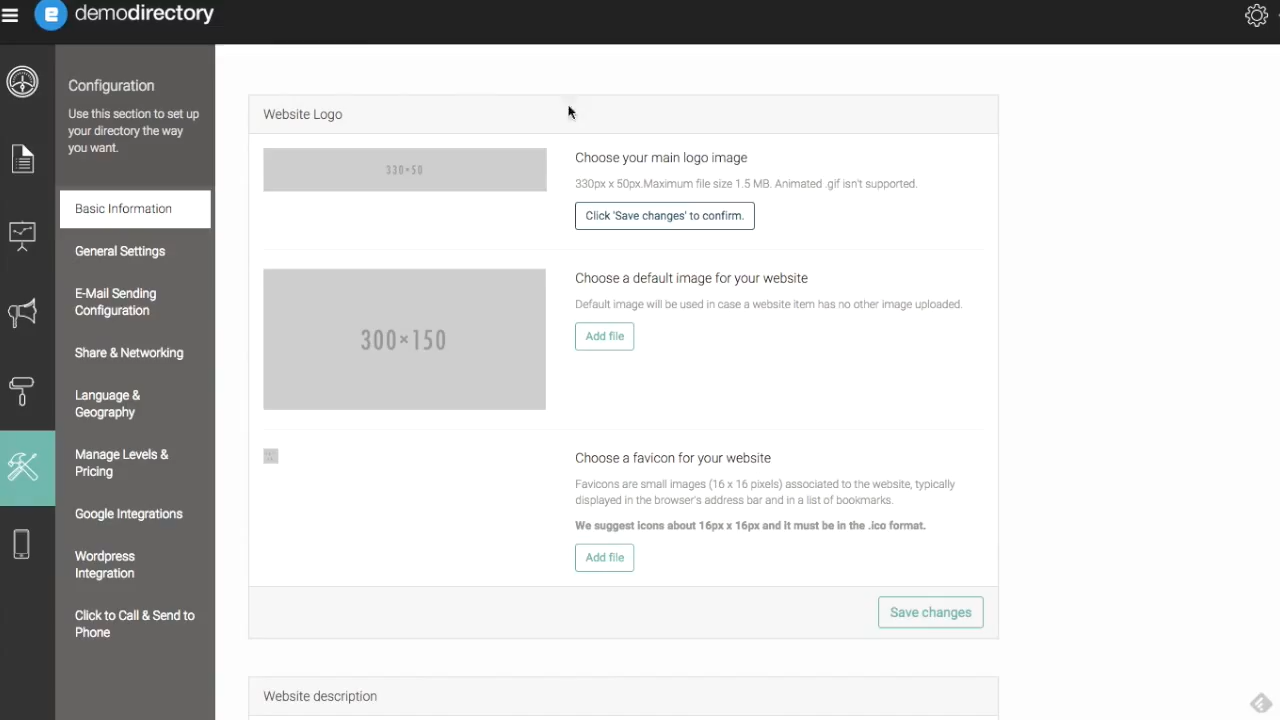 e demodirectory
Configuration
Use this section to set up
your directory the way
you want.
Basic Information
General Settings
E-Mail Sending
Configuration
Share & Networking
Language &
Geography
Manage Levels &
Pricing
Google Integrations
Wordpress
Integration
Click to Call & Send to
Phone
Website Logo
330×50
Choose your main logo image
330px x 50px.Maximum file size 1.5 MB. Animated .gif isn't supported.
Click 'Save changes' to confirm.
300×150
Choose a default image for your website
Default image will be used in case a website item has no other image uploaded.
Add file
Choose a favicon for your website
Favicons are small images (16 x 16 pixels) associated to the website, typically
displayed in the browser's address bar and in a list of bookmarks.
We suggest icons about 16px x 16px and it must be in the .ico format.
Add file
Save changes
Website description